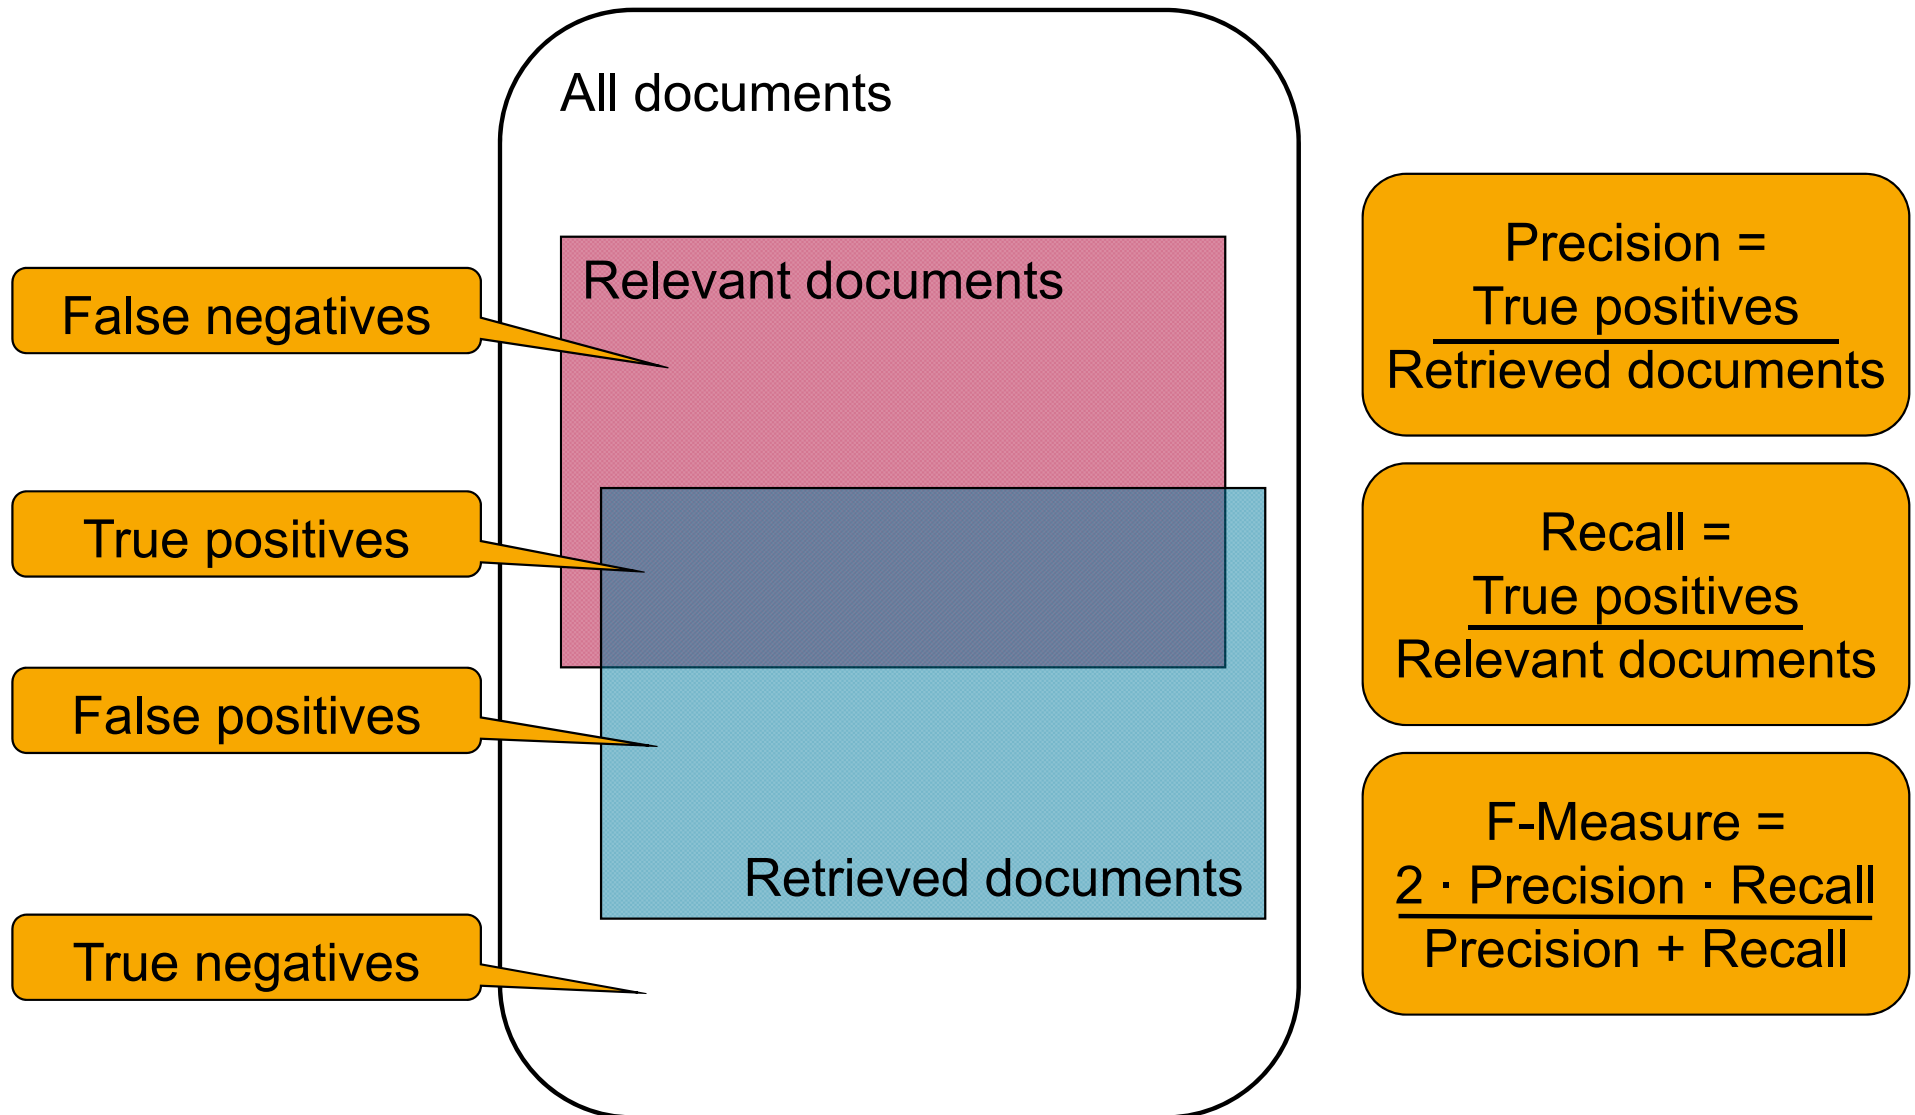 All documents
Relevant documents
False negatives
True positives
False positives
Retrieved documents
True negatives
Precision =
True positives
Retrieved documents
Recall =
True positives
Relevant documents
F-Measure =
2 · Precision · Recall
Precision + Recall